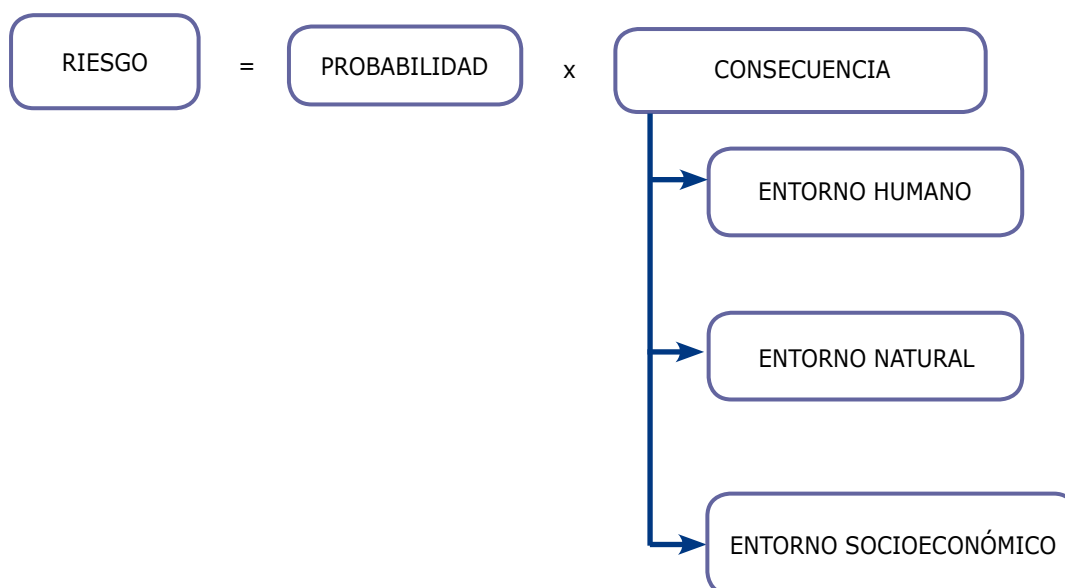 RIESGO = PROBABILIDAD x CONSECUENCIA
ENTORNO HUMANO
ENTORNO NATURAL
ENTORNO SOCIOECONÓMICO